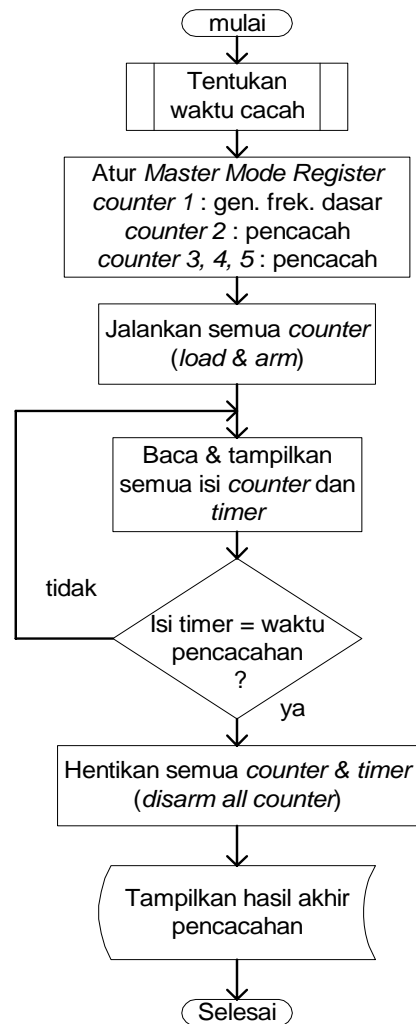 mulai
Tentukan
waktu cacah
Atur Master Mode Register
counter 1 : gen. frek. dasar
counter 2 : pencacah
counter 3, 4, 5 : pencacah
Jalankan semua counter
(load & arm)
Baca & tampilkan
semua isi counter dan
timer
tidak
Isi timer = waktu
pencacahan
?
ya
Hentikan semua counter & timer
(disarm all counter)
Tampilkan hasil akhir
pencacahan
Selesai